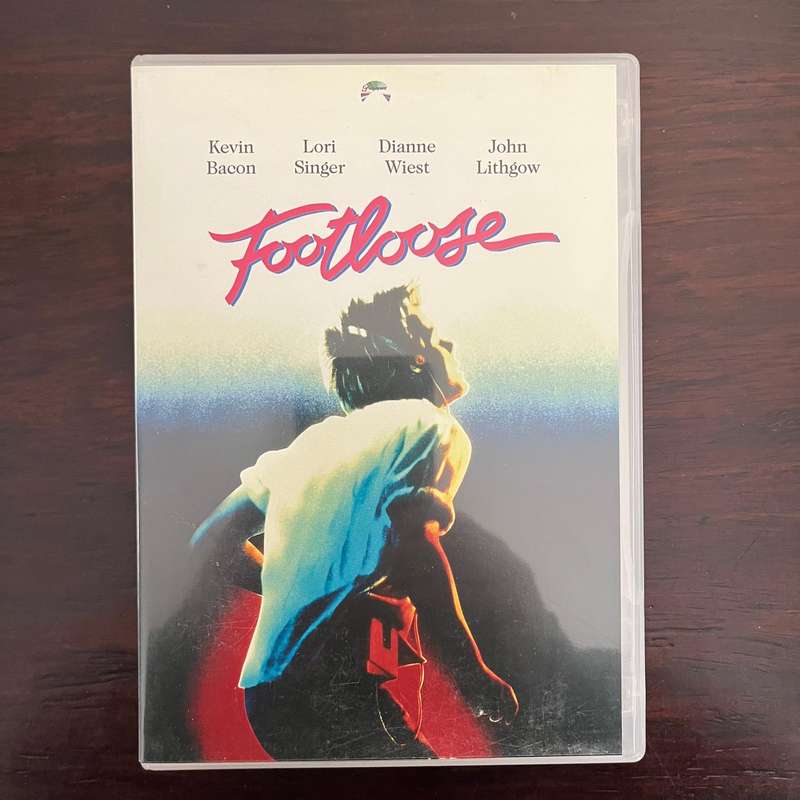 Kevin Lori Dianne John
Bacon Singer Wiest Lithgow
Footloose